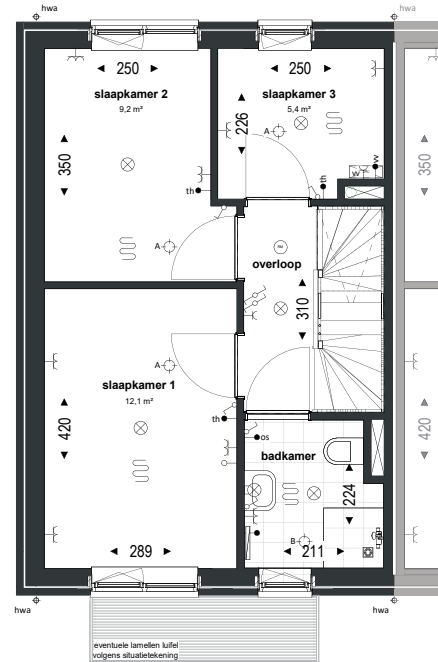 hwa
hwa
250
250
slaapkamer 2
9,2 m²
slaapkamer 3
5,4 m²
226
A
350
350
th
th
w
w
A
overloop
310
A
slaapkamer 1
12,1 m²
420
420
th
os
badkamer
224
B
289
211
hwa
hwa
eventuele lamellen luifel
volgens situatietekening